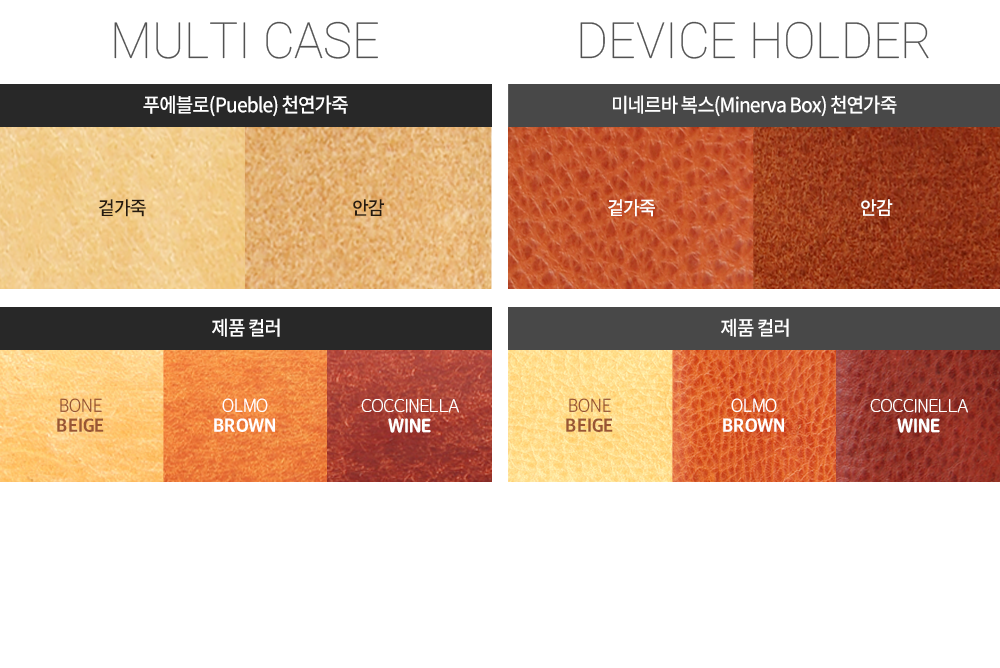 MULTI CASE
푸에블로(Pueble) 천연가죽
겉가죽
안감
제품 컬러
BONE
BEIGE
OLMO
BROWN
COCCINELLA
WINE
DEVICE HOLDER
미네르바 복스(Minerva Box) 천연가죽
겉가죽
안감
제품 컬러
BONE
BEIGE
OLMO
BROWN
COCCINELLA
WINE